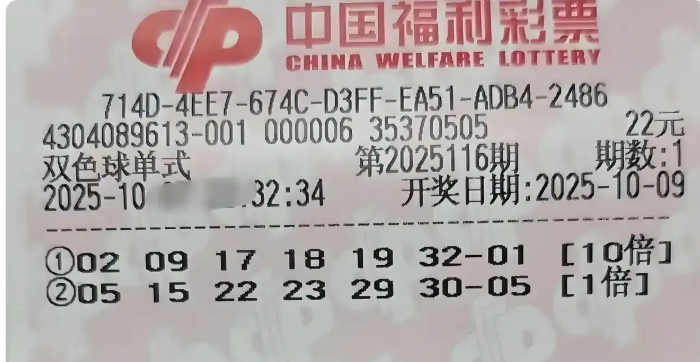 中国福利彩票
CHINA WELFARE LOTTERY
714D-4EE7-674C-D3FF-EA51-ADB4-2486
4304089613-001 000006 35370505 22元
双色球单式 第2025116期 期数:1
2025-10 32:34 开奖日期:2025-10-09
①02 09 17 18 19 32-01 [10倍]
②05 15 22 23 29 30-05 [1倍]